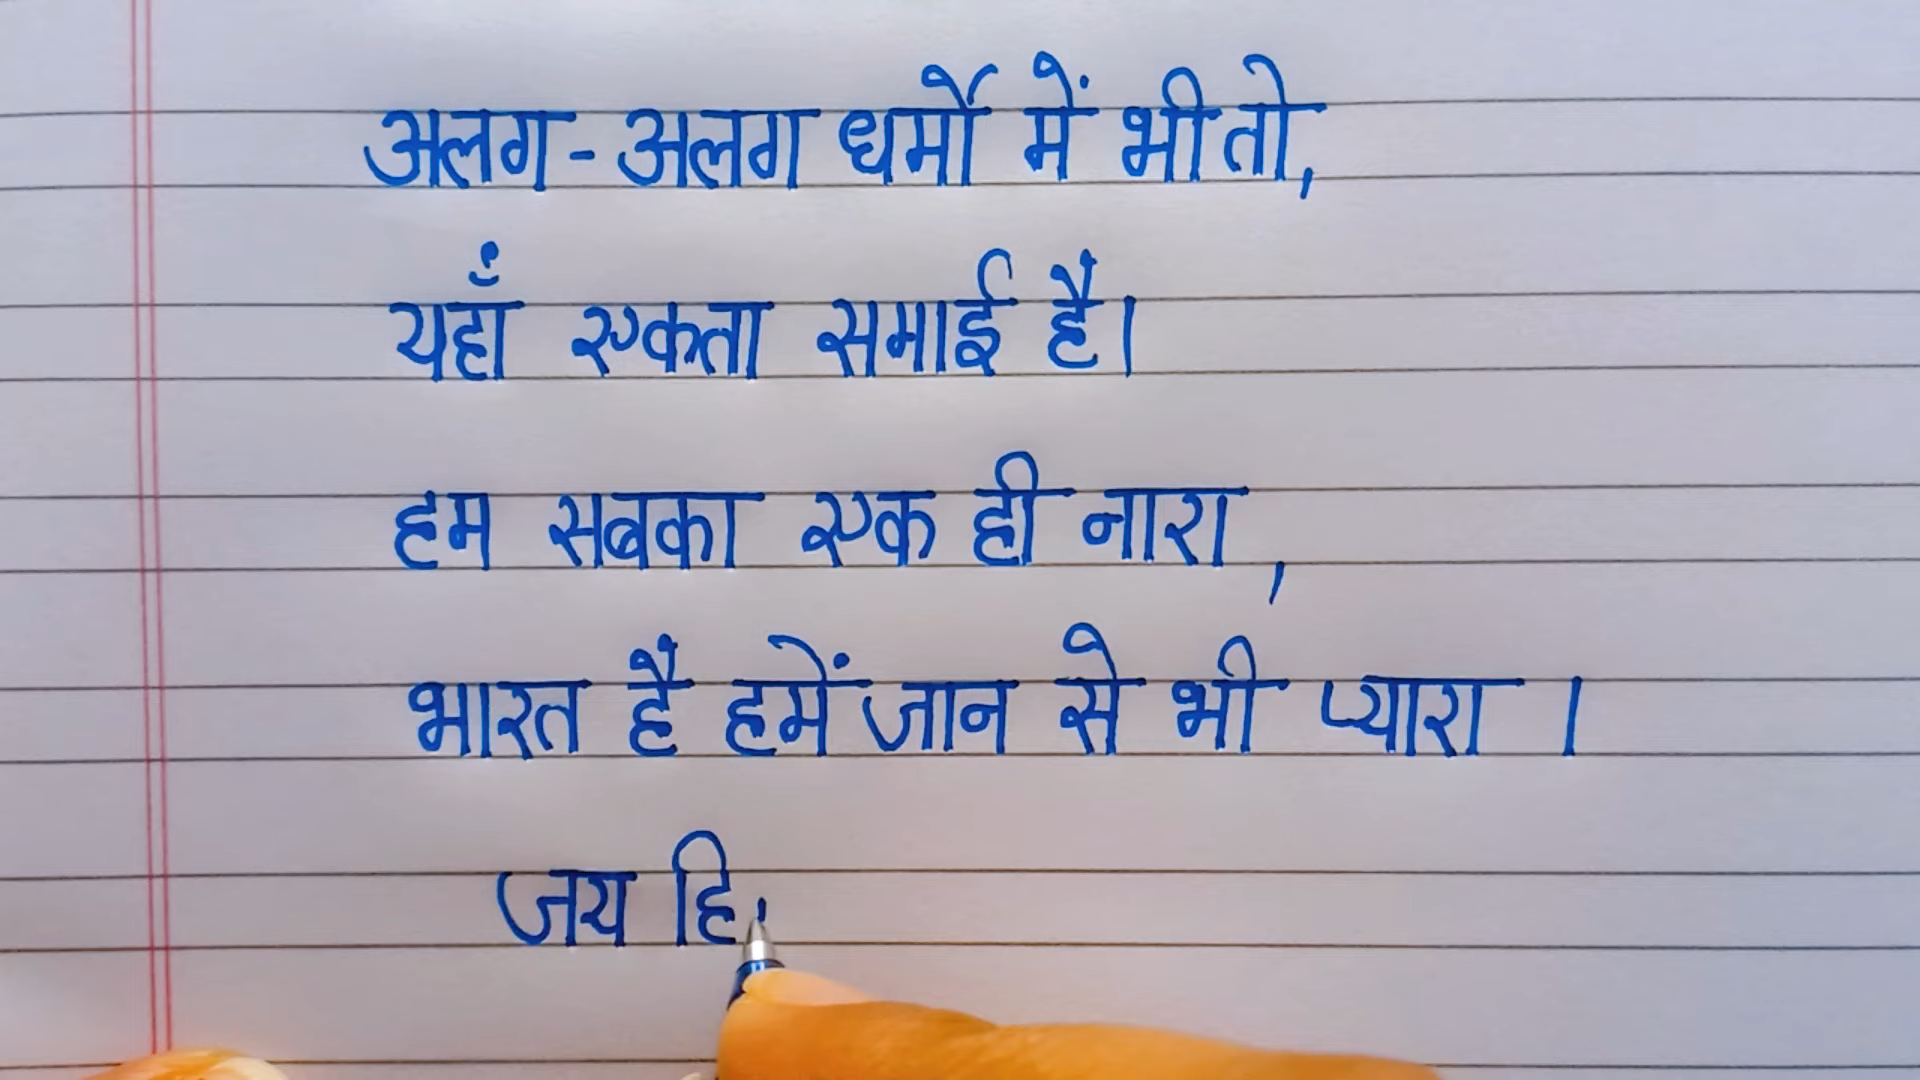 अलग-अलग धर्मों में भी तो,
यहाँ एकता समाई है।
हम सबका एक ही नारा,
भारत है हमें जान से भी प्यारा ।
जय हि